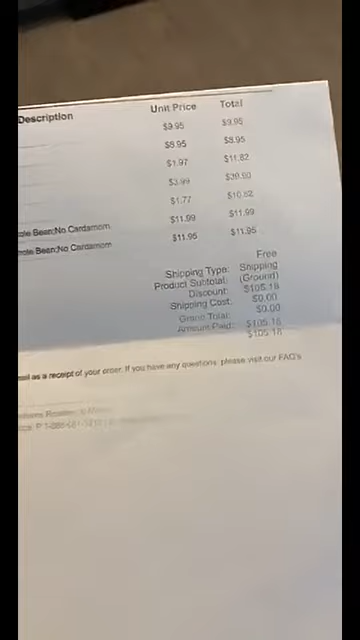 Description Unit Price Total
$9.95 $9.95
$8.95 $8.95
$1.97 $11.82
$3.99 $39.90
$1.77 $10.62
ole Bean;No Cardamom $11.99 $11.99
ole Bean;No Cardamom $11.95 $11.95
Shipping Type: Free Shipping (Ground)
Product Subtotal: $105.18
Discount: $0.00
Shipping Cost: $0.00
Grand Total: $105.18
Amount Paid: $105.18
as a receipt of your order. If you have any questions, please visit our FAQ's